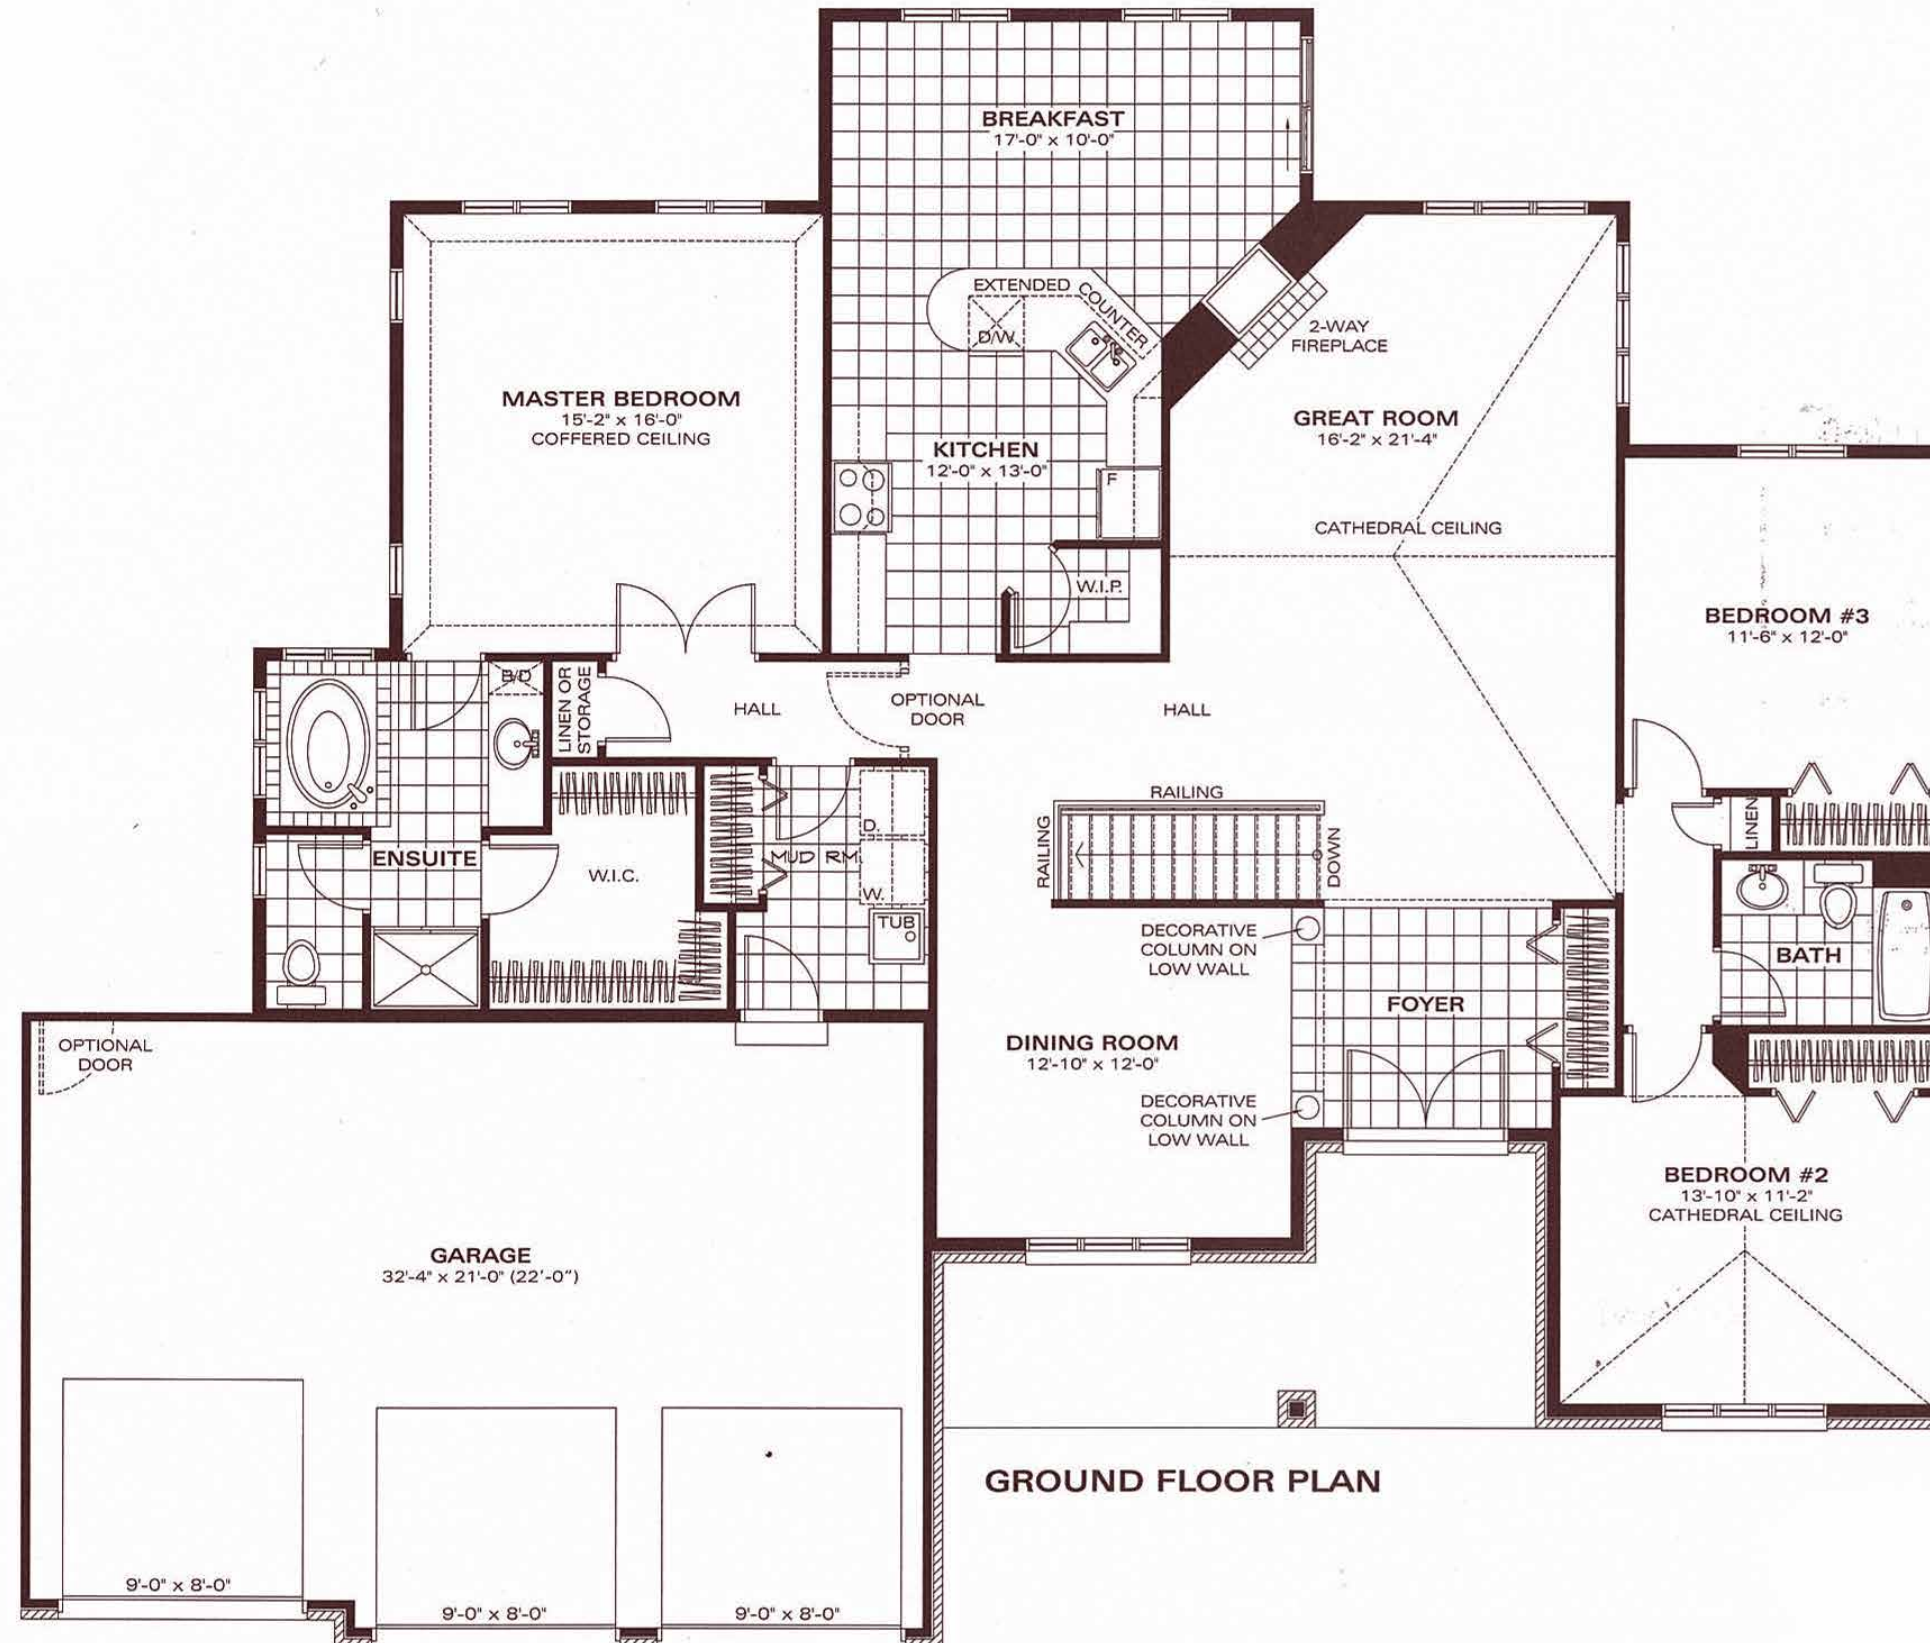 BREAKFAST
17'-0" x 10'-0"
EXTENDED COUNTER
D/W
2-WAY
FIREPLACE
MASTER BEDROOM
15'-2" x 16'-0"
COFFERED CEILING
GREAT ROOM
16'-2" x 21'-4"
KITCHEN
12'-0" x 13'-0"
F
CATHEDRAL CEILING
W.I.P.
BEDROOM #3
11'-6" x 12'-0"
B/D
LINEN OR
STORAGE
HALL
OPTIONAL
DOOR
HALL
RAILING
RAILING
DOWN
LINEN
D.
MUD RM
W.
TUB
ENSUITE
W.I.C.
DECORATIVE
COLUMN ON
LOW WALL
BATH
FOYER
OPTIONAL
DOOR
DINING ROOM
12'-10" x 12'-0"
DECORATIVE
COLUMN ON
LOW WALL
BEDROOM #2
13'-10" x 11'-2"
CATHEDRAL CEILING
GARAGE
32'-4" x 21'-0" (22'-0")
GROUND FLOOR PLAN
9'-0" x 8'-0"
9'-0" x 8'-0"
9'-0" x 8'-0"